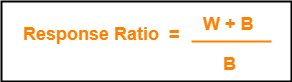 W + B
Response Ratio =
B